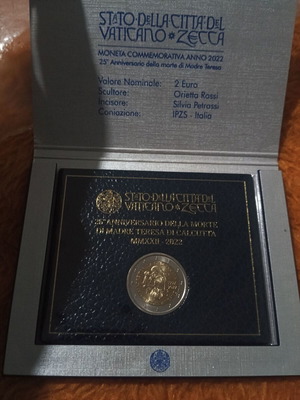 STATO DELLA CITTÀ DEL
VATICANO ZECCA
MONETA COMMEMORATIVA ANNO 2022
25° Anniversario della morte di Madre Teresa
Valore Nominale: 2 Euro
Scultore: Orietta Rossi
Incisore: Silvia Petrassi
Coniazione: IPZS - Italia
STATO DELLA CITTÀ DEL
VATICANO ZECCA
25° ANNIVERSARIO DELLA MORTE
DI MADRE TERESA DI CALCUTTA
MMXXII - 2022